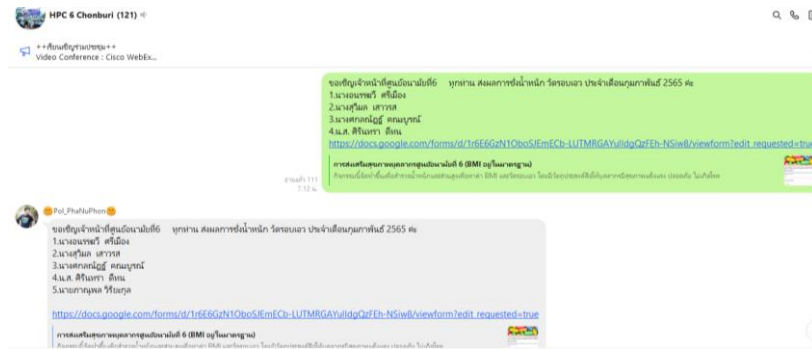 HPC 6 Chonburi (121)
++เรียนเชิญร่วมประชุม++
Video Conference : Cisco WebEx...
ขอเชิญเจ้าหน้าที่ศูนย์อนามัยที่6 ทุกท่าน ส่งผลการชั่งน้ำหนัก วัดรอบเอว ประจำเดือนกุมภาพันธ์ 2565 ค่ะ
1.นางอนรรฆวี ศรีเมือง
2.นางสุวิมล เสาวรส
3.นางศกลณัฏฐ์ คณะบูรณ์
4.น.ส. ศิรินทรา ดีทน
https://docs.google.com/forms/d/1r6E6GzN1OboSJEmECb-LUTMRGAYulIdgQzFEh-NSiw8/viewform?edit_requested=true
การส่งเสริมสุขภาพบุคลากรศูนย์อนามัยที่ 6 (BMI อยู่ในมาตรฐาน)
อ่านแล้ว 111
7.12 น.
Pol_PhaNuPhon
ขอเชิญเจ้าหน้าที่ศูนย์อนามัยที่6 ทุกท่าน ส่งผลการชั่งน้ำหนัก วัดรอบเอว ประจำเดือนกุมภาพันธ์ 2565 ค่ะ
1.นางอนรรฆวี ศรีเมือง
2.นางสุวิมล เสาวรส
3.นางศกลณัฏฐ์ คณะบูรณ์
4.น.ส. ศิรินทรา ดีทน
5.นายภานุพล วิริยะกุล
https://docs.google.com/forms/d/1r6E6GzN1OboSJEmECb-LUTMRGAYulIdgQzFEh-NSiw8/viewform?edit_requested=true
การส่งเสริมสุขภาพบุคลากรศูนย์อนามัยที่ 6 (BMI อยู่ในมาตรฐาน)